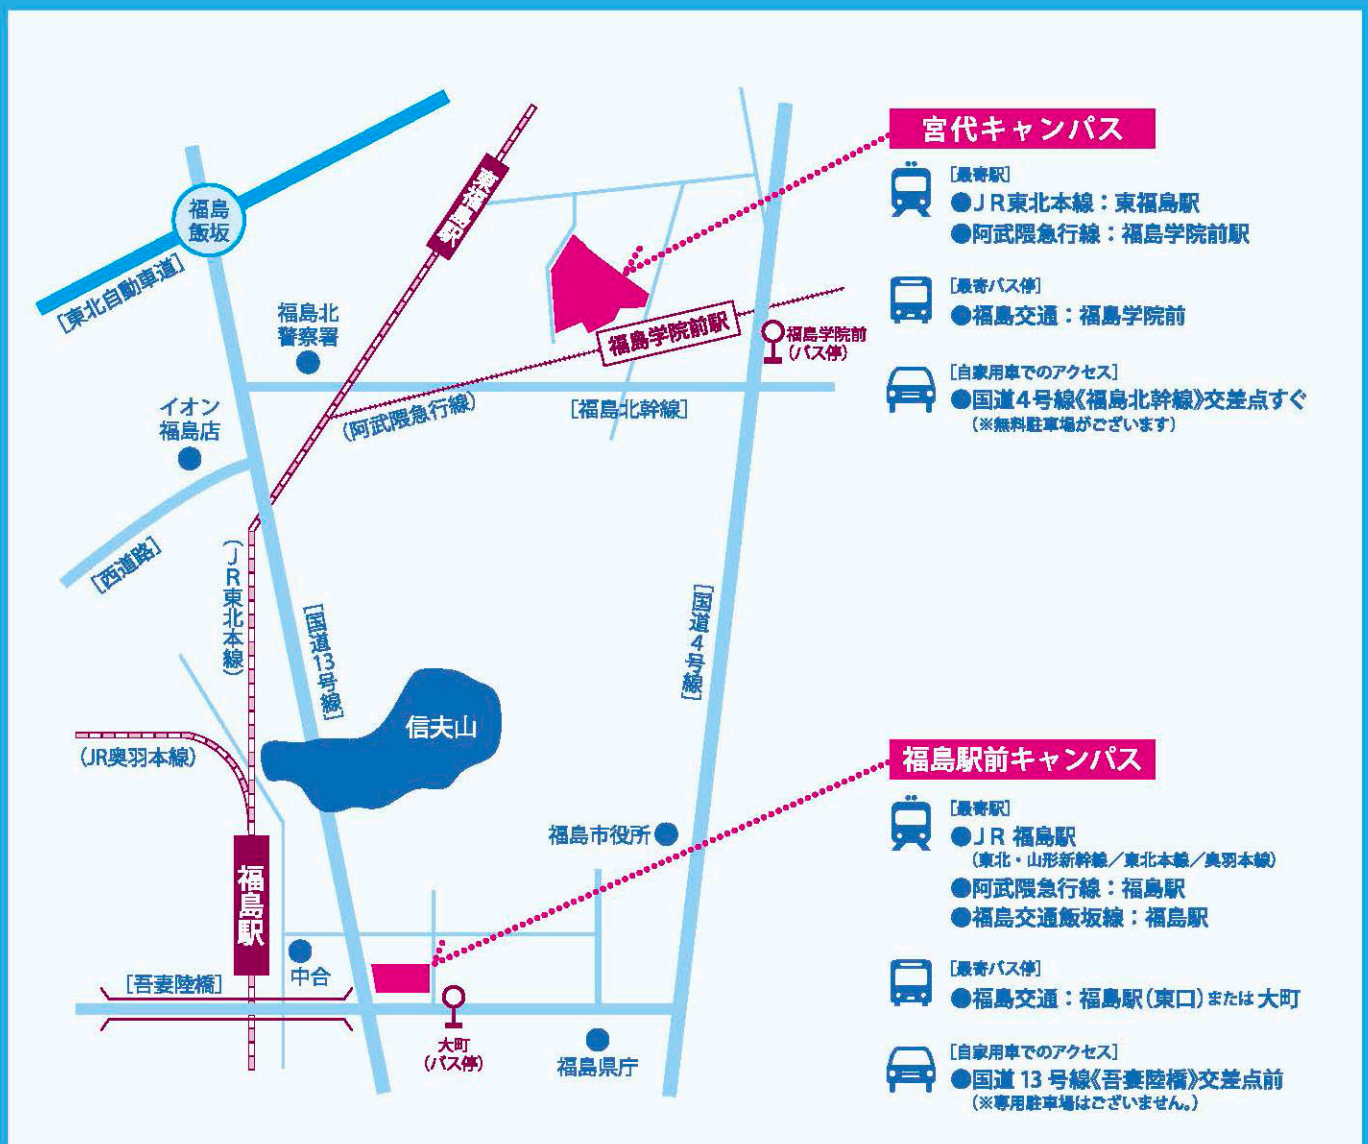 福島
飯坂
[東北自動車道]
東福島駅
福島北
警察署
イオン
福島店
[西道路]
(阿武隈急行線)
福島学院前駅
福島学院前
(バス停)
[福島北幹線]
(JR東北本線)
[国道13号線]
[国道4号線]
信夫山
(JR奥羽本線)
福島駅
福島市役所
中合
[吾妻陸橋]
大町
(バス停)
福島県庁
宮代キャンパス
[最寄駅]
●JR東北本線：東福島駅
●阿武隈急行線：福島学院前駅
[最寄バス停]
●福島交通：福島学院前
[自家用車でのアクセス]
●国道4号線《福島北幹線》交差点すぐ
(※無料駐車場がございます)
福島駅前キャンパス
[最寄駅]
●JR 福島駅
(東北・山形新幹線／東北本線／奥羽本線)
●阿武隈急行線：福島駅
●福島交通飯坂線：福島駅
[最寄バス停]
●福島交通：福島駅(東口)または 大町
[自家用車でのアクセス]
●国道 13 号線《吾妻陸橋》交差点前
(※専用駐車場はございません。)